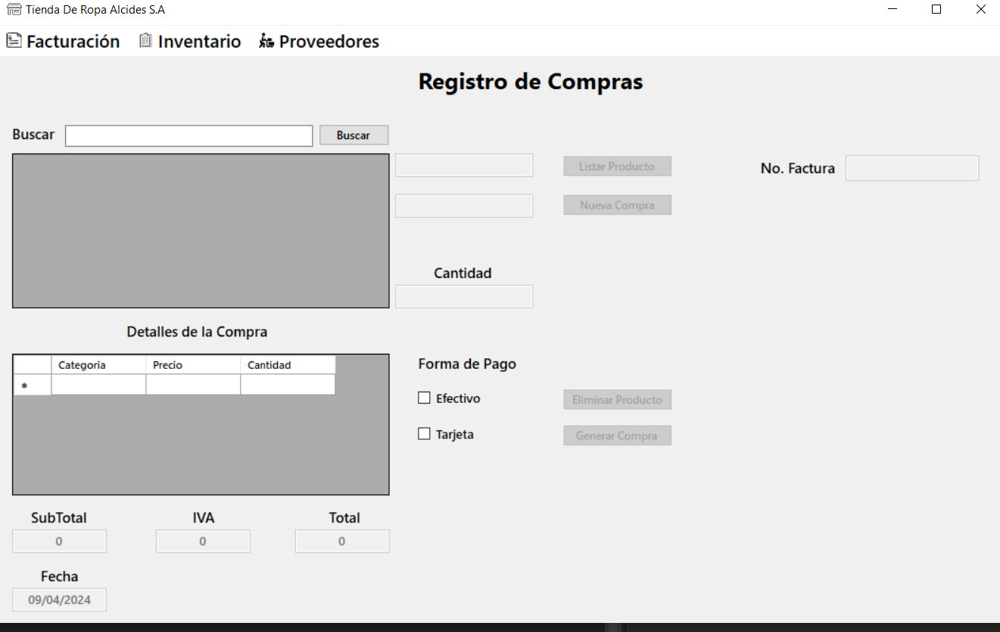 Tienda De Ropa Alcides S.A
Facturación Inventario Proveedores
Registro de Compras
Buscar Buscar
Listar Producto
No. Factura
Nueva Compra
Cantidad
Detalles de la Compra
Categoria Precio Cantidad
Forma de Pago
Efectivo
Eliminar Producto
Tarjeta
Generar Compra
SubTotal IVA Total
0 0 0
Fecha
09/04/2024